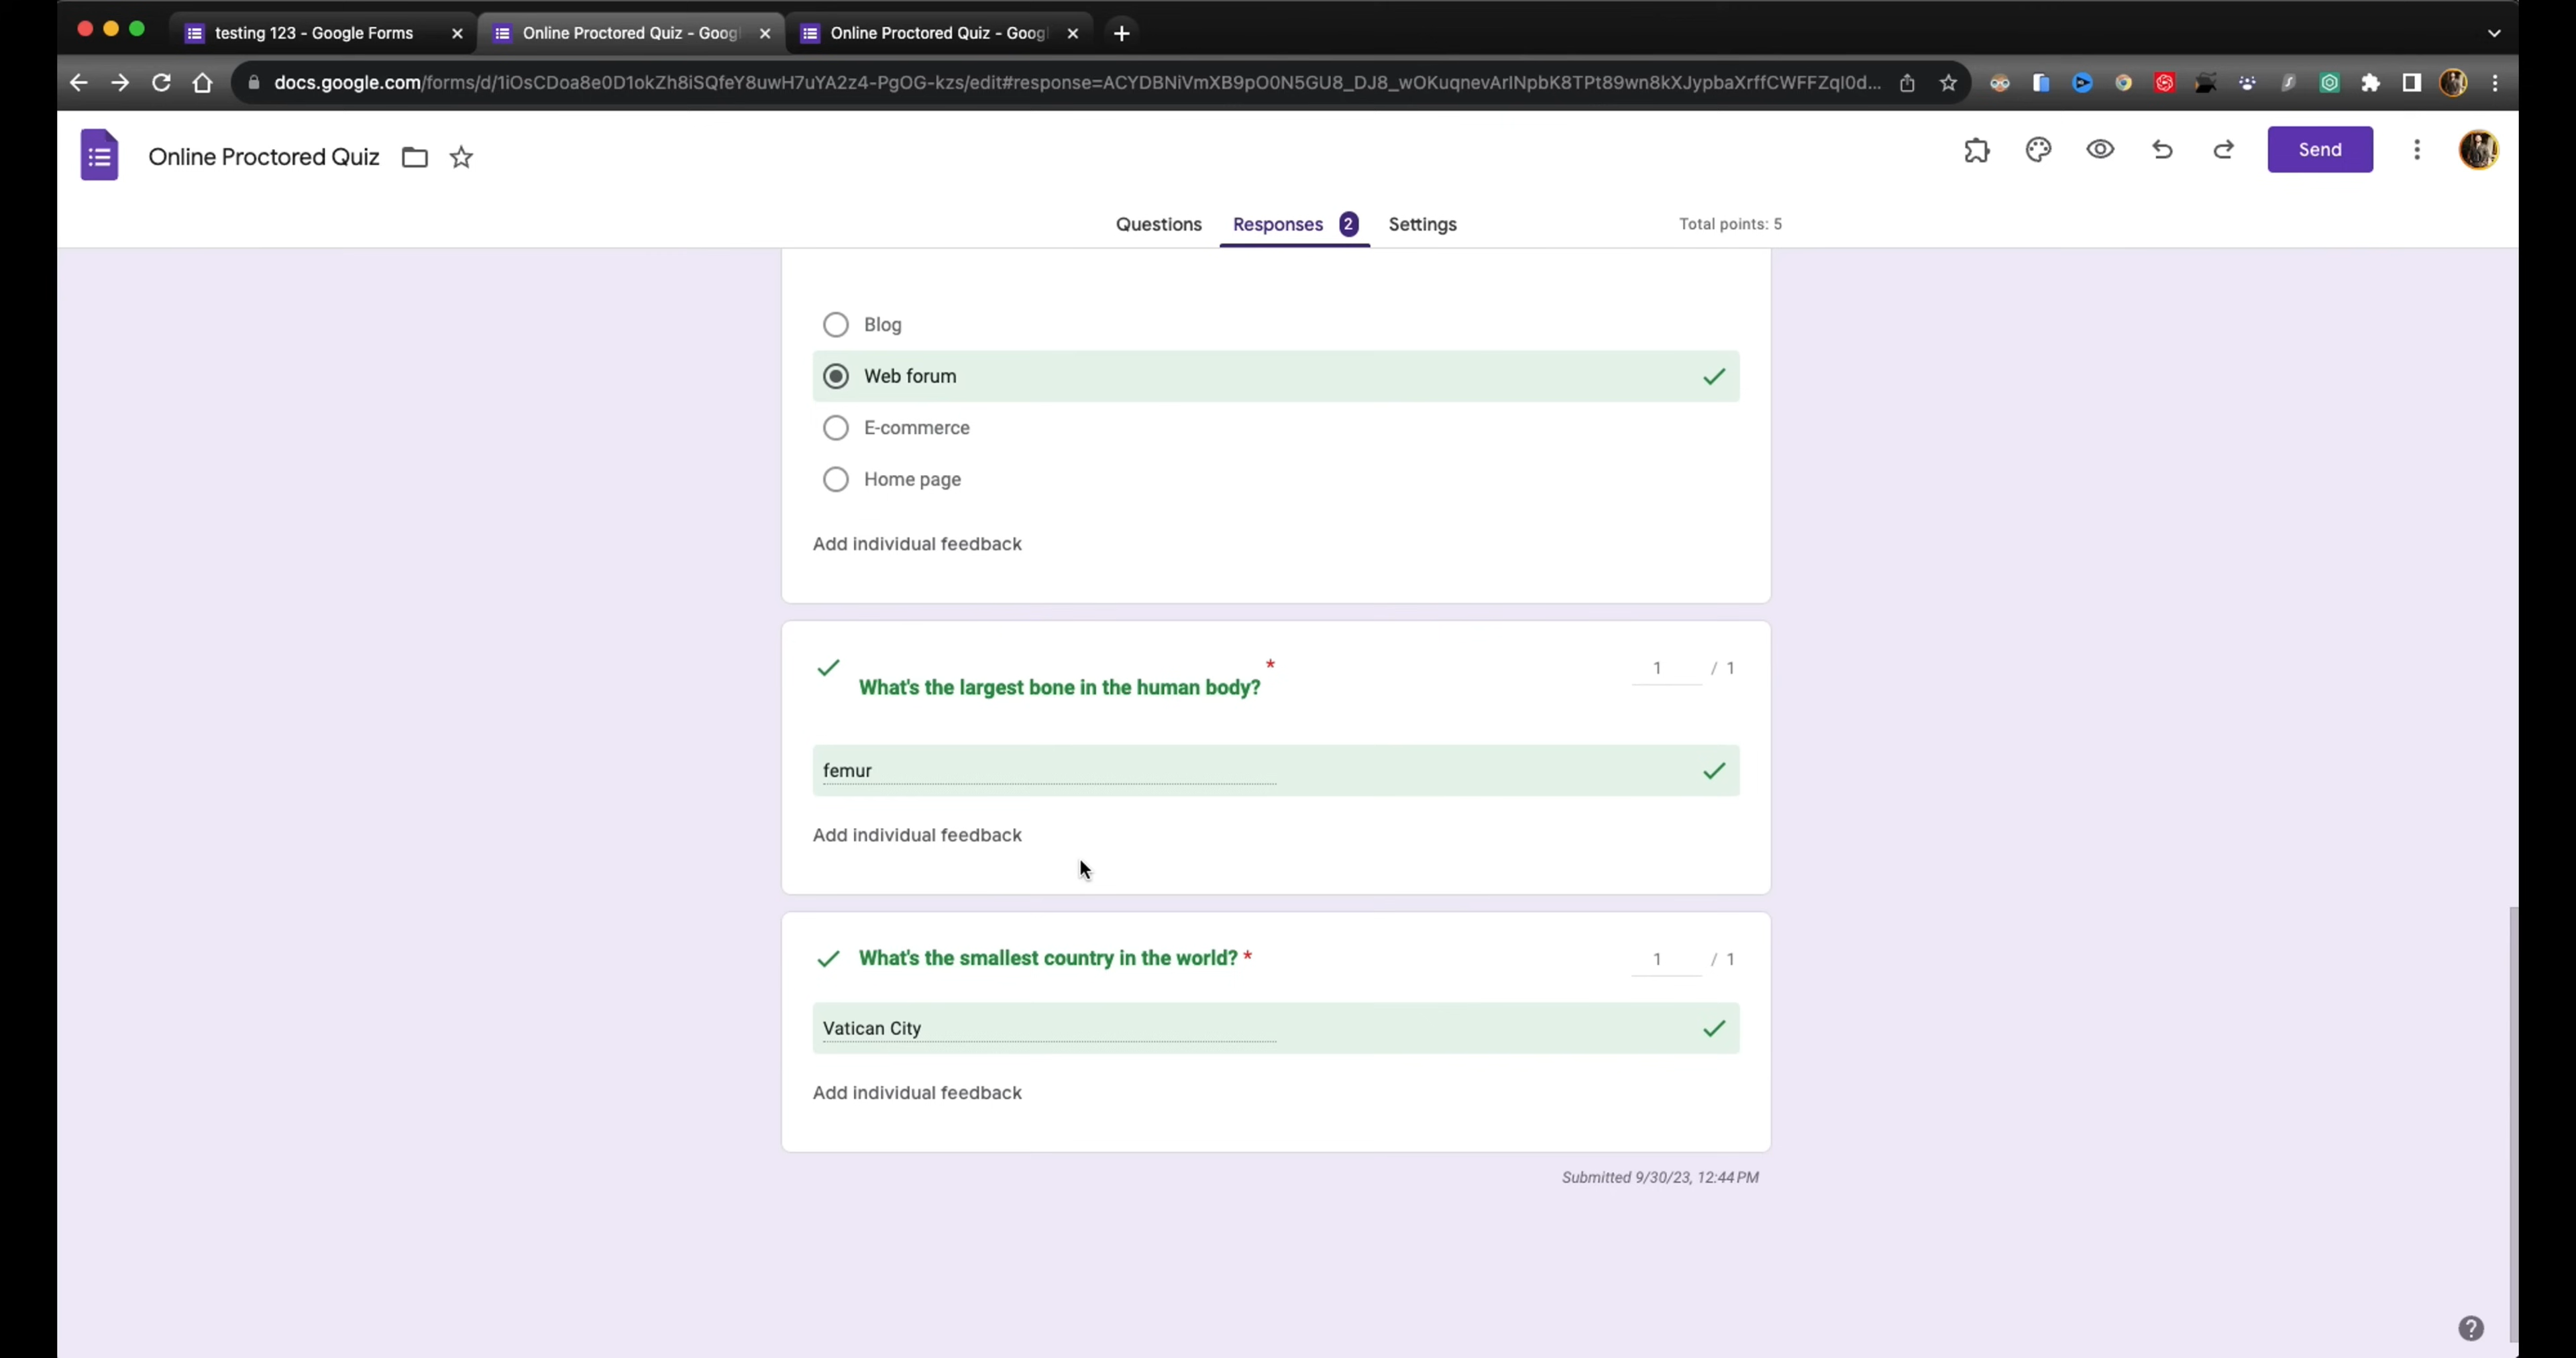 testing 123 - Google Forms
Online Proctored Quiz - Goog
Online Proctored Quiz - Googl
docs.google.com/forms/d/1iOsCDoa8e0D1okZh8iSQfeY8uwH7uYA2z4-PgOG-kzs/edit#response=ACYDBNiVmXB9pO0N5GU8_DJ8_wOKuqnevArINpbK8TPt89wn8kXJypbaXrffCWFFZqI0d...
Online Proctored Quiz
Send
Questions Responses 2 Settings Total points: 5
Blog
Web forum
E-commerce
Home page
Add individual feedback
What's the largest bone in the human body? * 1 / 1
femur
Add individual feedback
What's the smallest country in the world? * 1 / 1
Vatican City
Add individual feedback
Submitted 9/30/23, 12:44 PM